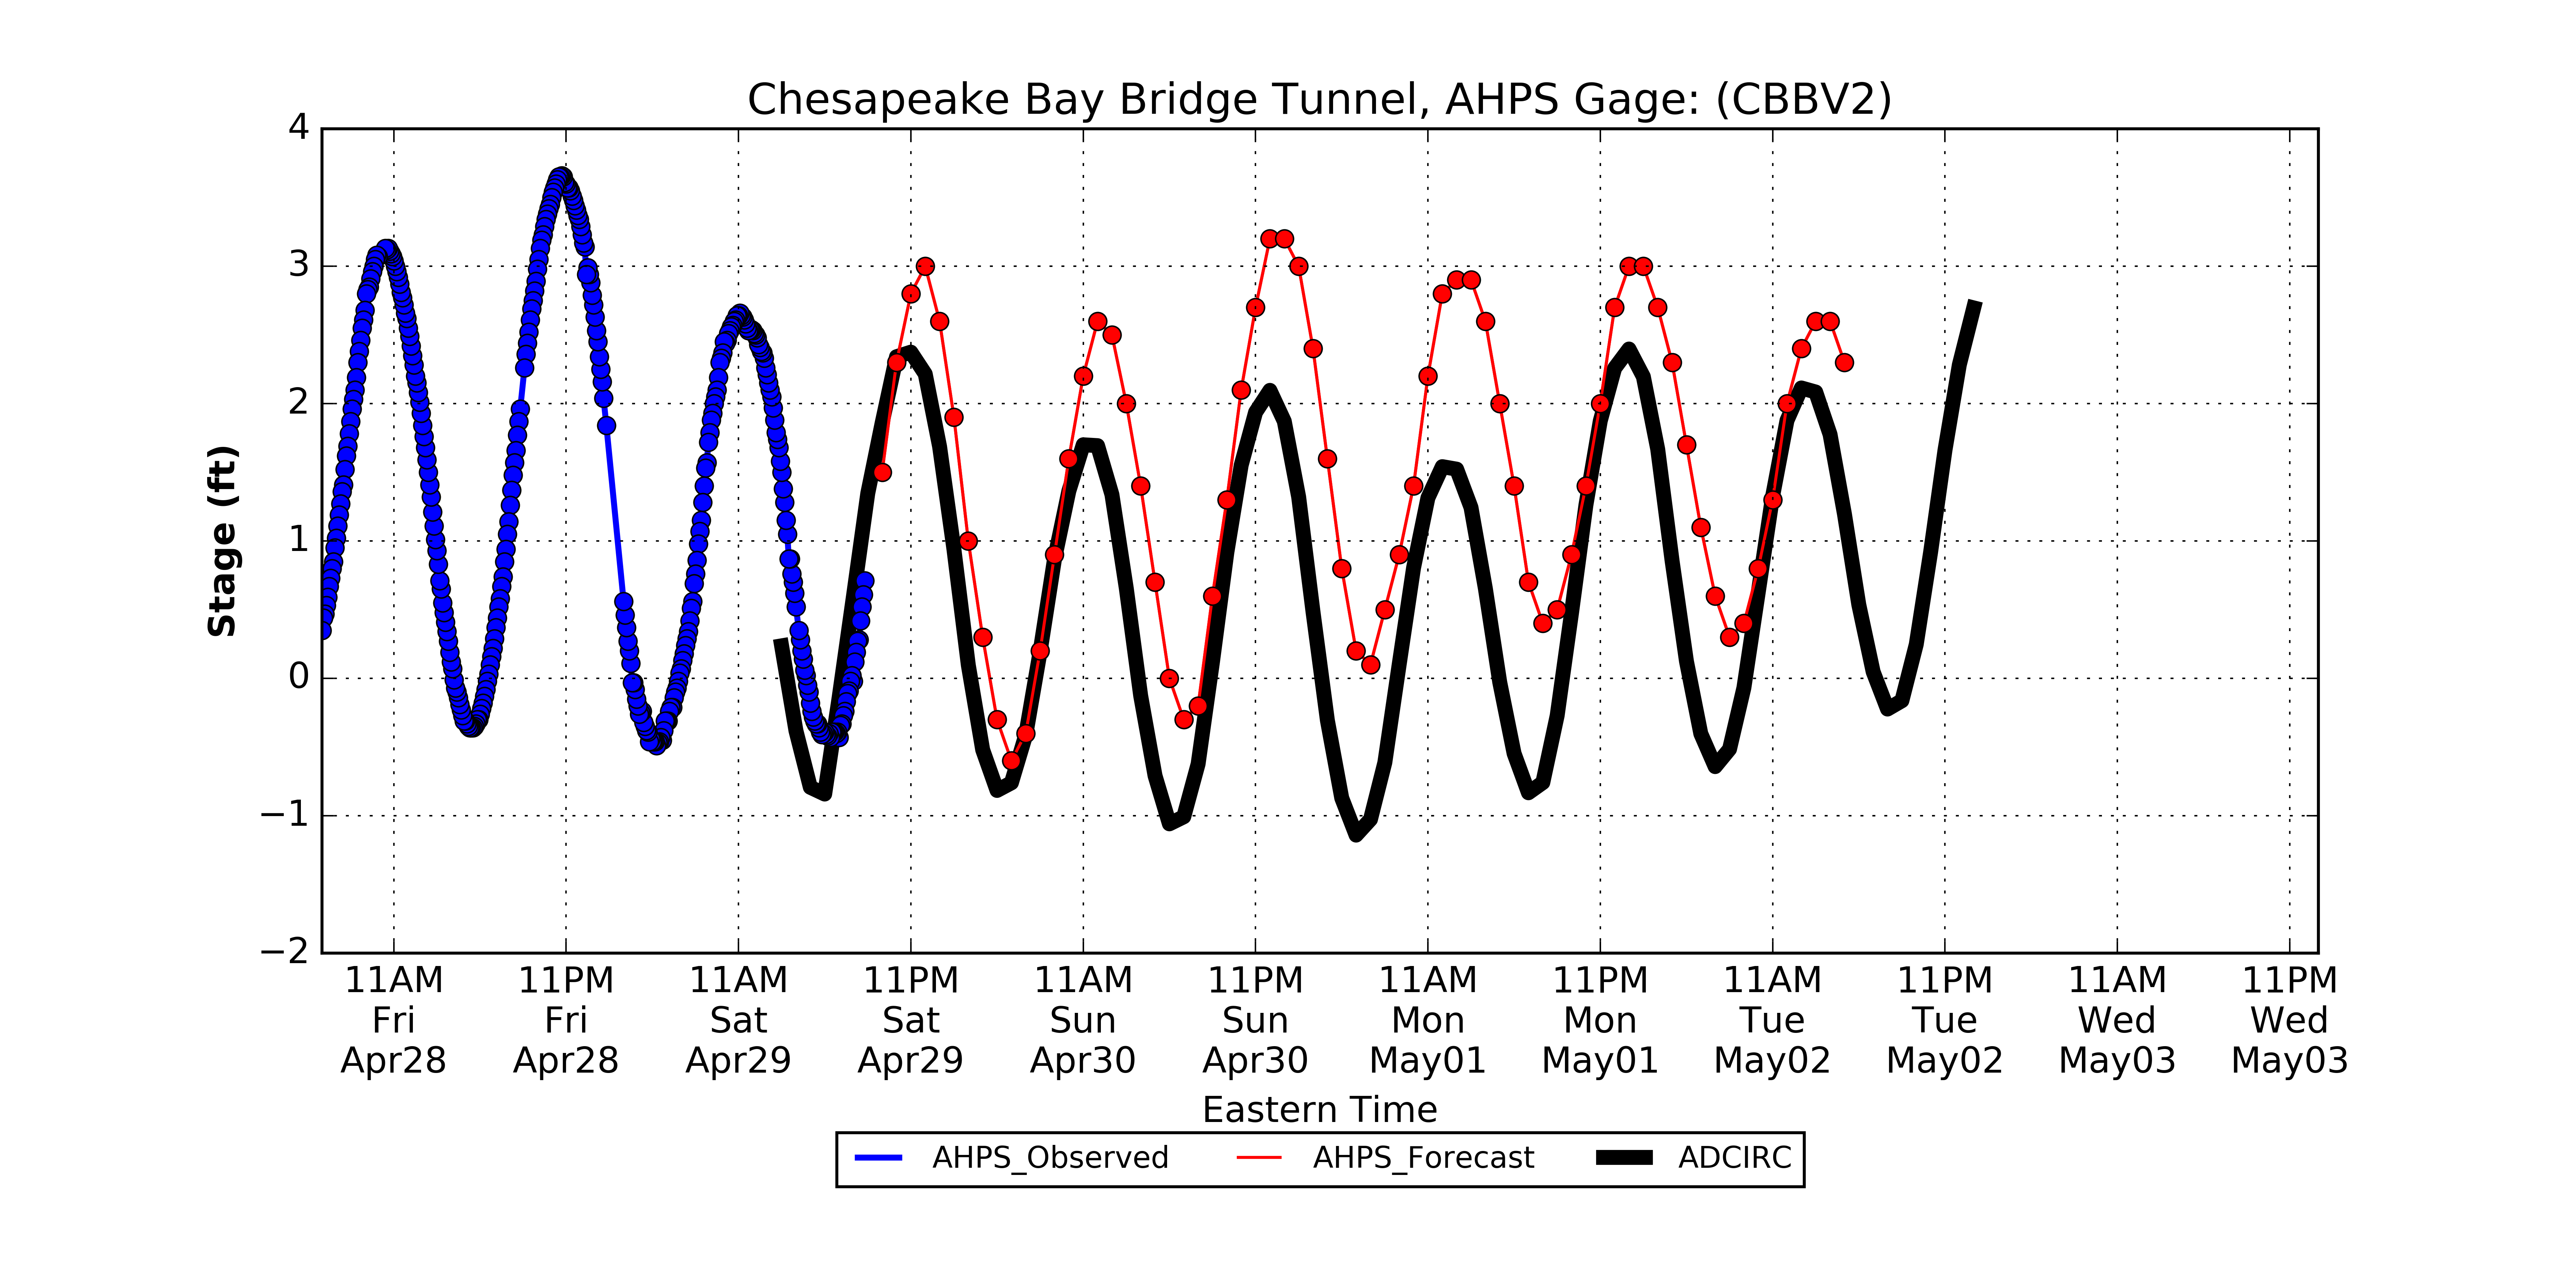 Chesapeake Bay Bridge Tunnel, AHPS Gage: (CBBV2)
4
3
2
1
0
−1
−2
Stage (ft)
11AM 11PM 11AM 11PM 11AM 11PM 11AM 11PM 11AM 11PM 11AM 11PM
Fri Fri Sat Sat Sun Sun Mon Mon Tue Tue Wed Wed
Apr28 Apr28 Apr29 Apr29 Apr30 Apr30 May01 May01 May02 May02 May03 May03
Eastern Time
AHPS_Observed AHPS_Forecast ADCIRC